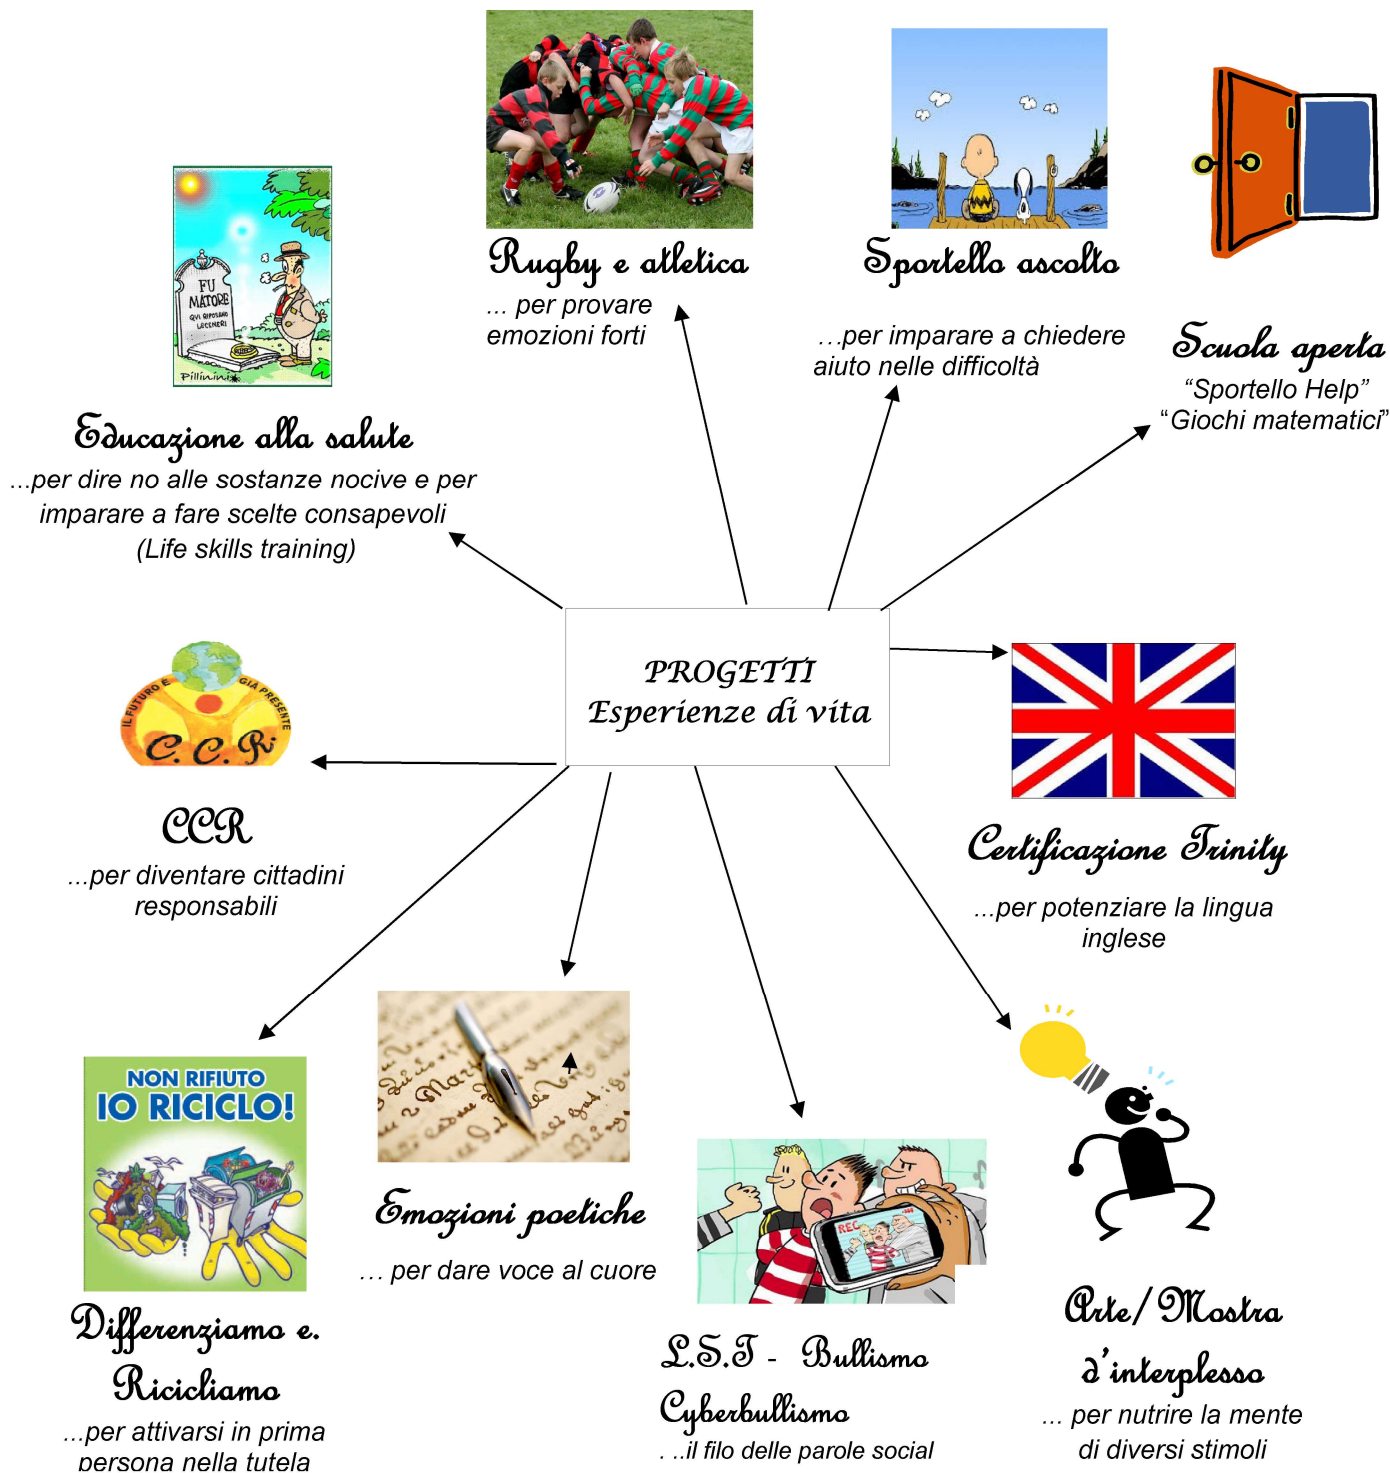 Rugby e atletica
... per provare
emozioni forti
Sportello ascolto
…per imparare a chiedere
aiuto nelle difficoltà
Scuola aperta
“Sportello Help”
“Giochi matematici”
FU
MATORE
QUI RIPOSANO
LE CENERI
Pillinini
Educazione alla salute
...per dire no alle sostanze nocive e per
imparare a fare scelte consapevoli
(Life skills training)
PROGETTI
Esperienze di vita
IL FUTURO È GIÀ PRESENTE
C. C. R.
CCR
...per diventare cittadini
responsabili
Certificazione Trinity
...per potenziare la lingua
inglese
NON RIFIUTO
IO RICICLO!
Differenziamo e.
Ricicliamo
...per attivarsi in prima
persona nella tutela
Emozioni poetiche
… per dare voce al cuore
REC
L.S.T - Bullismo
Cyberbullismo
. ..il filo delle parole social
Arte/Mostra
d'interplesso
... per nutrire la mente
di diversi stimoli